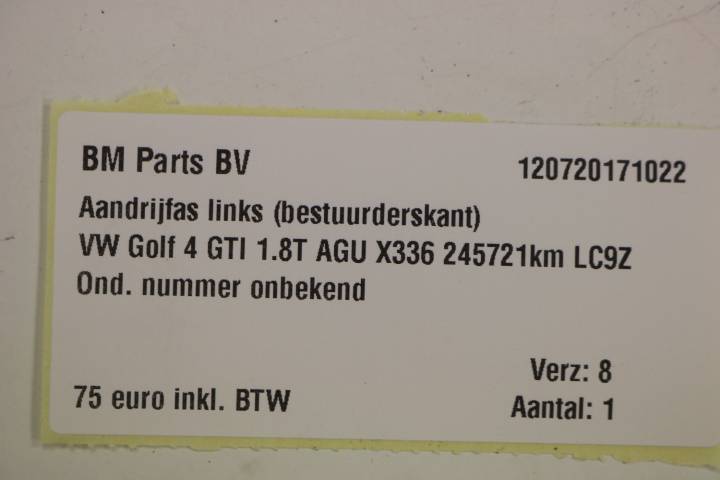 BM Parts BV 120720171022
Aandrijfas links (bestuurderskant)
VW Golf 4 GTI 1.8T AGU X336 245721km LC9Z
Ond. nummer onbekend
Verz: 8
75 euro inkl. BTW Aantal: 1